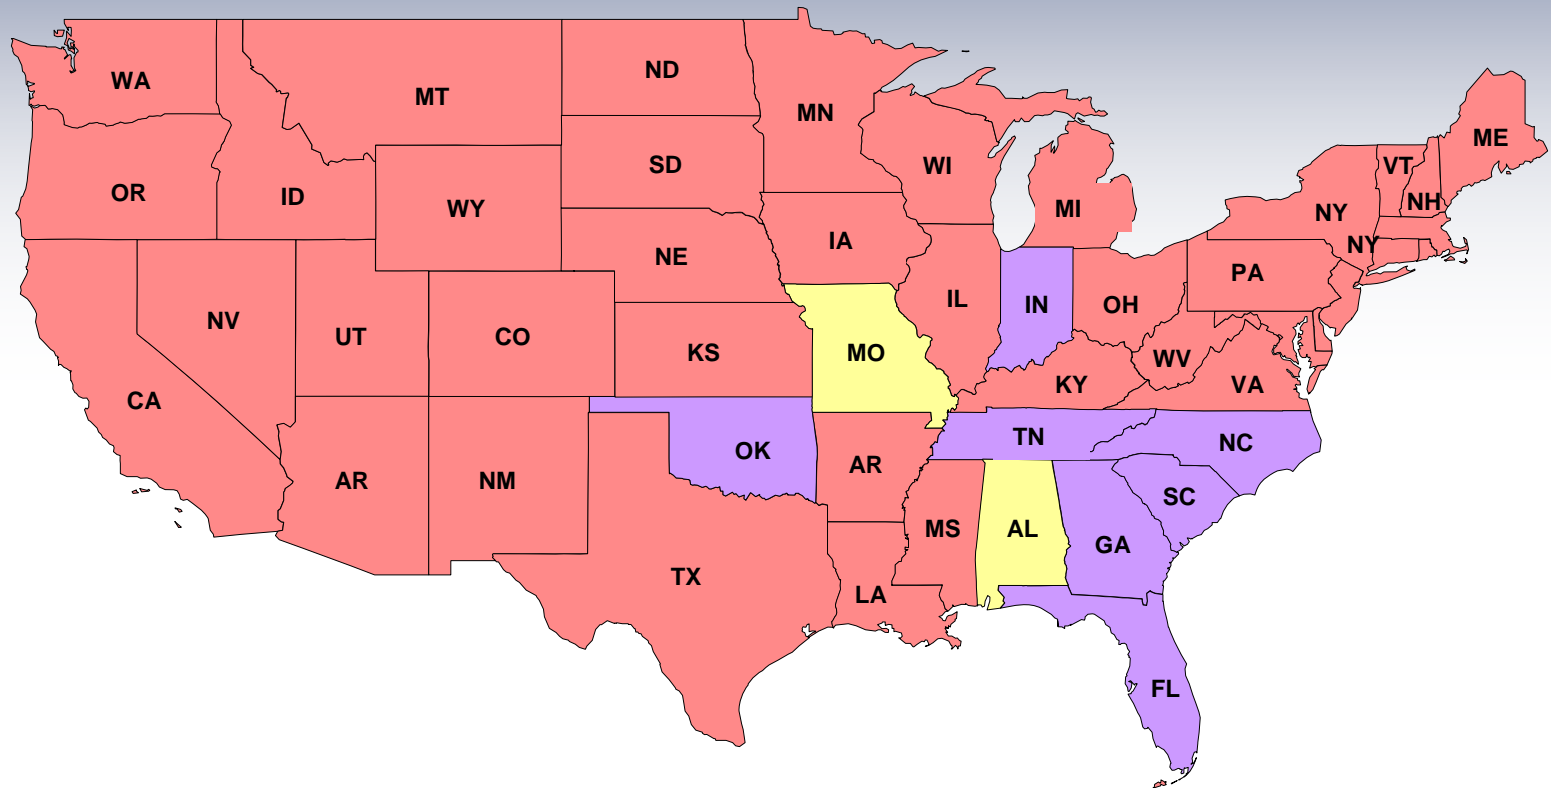 WA
MT
ND
MN
OR
ID
WY
SD
WI
MI
NY
VT
NH
ME
NV
UT
CO
NE
IA
IL
IN
OH
PA
NY
CA
KS
MO
KY
WV
VA
AR
NM
OK
AR
TN
NC
TX
LA
MS
AL
GA
SC
FL